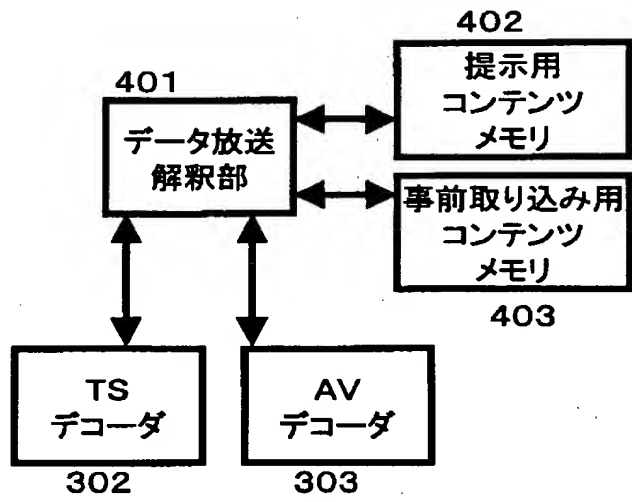 402
提示用
コンテンツ
メモリ
401
データ放送
解釈部
事前取り込み用
コンテンツ
メモリ
403
TS
デコーダ
302
AV
デコーダ
303